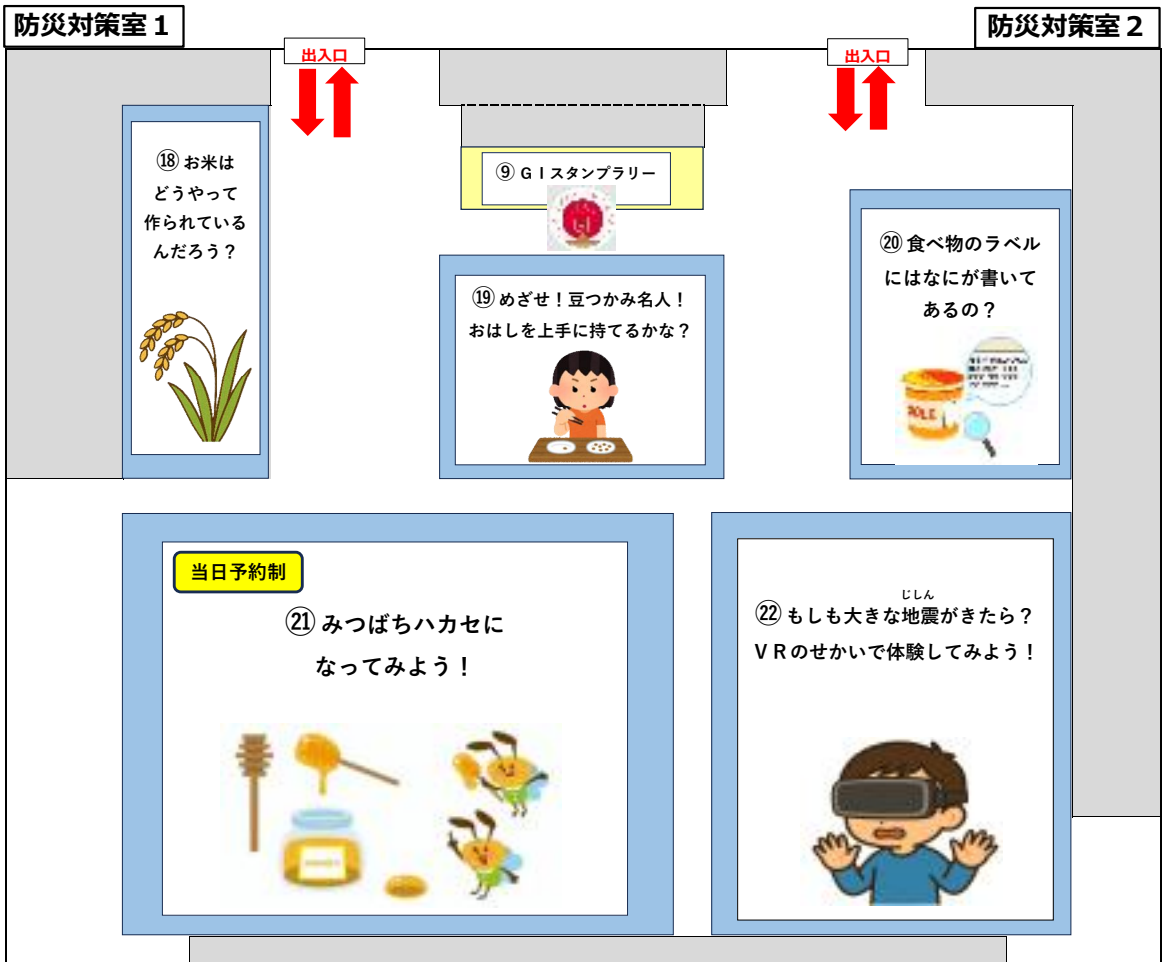 防災対策室1
防災対策室2
出入口
出入口
⑱お米は
どうやって
作られている
んだろう？
⑨GIスタンプラリー
GI
⑲めざせ！豆つかみ名人！
おはしを上手に持てるかな？
⑳食べ物のラベル
にはなにが書いて
あるの？
当日予約制
㉑みつばちハカセに
なってみよう！
じしん
㉒もしも大きな地震がきたら？
VRのせかいで体験してみよう！